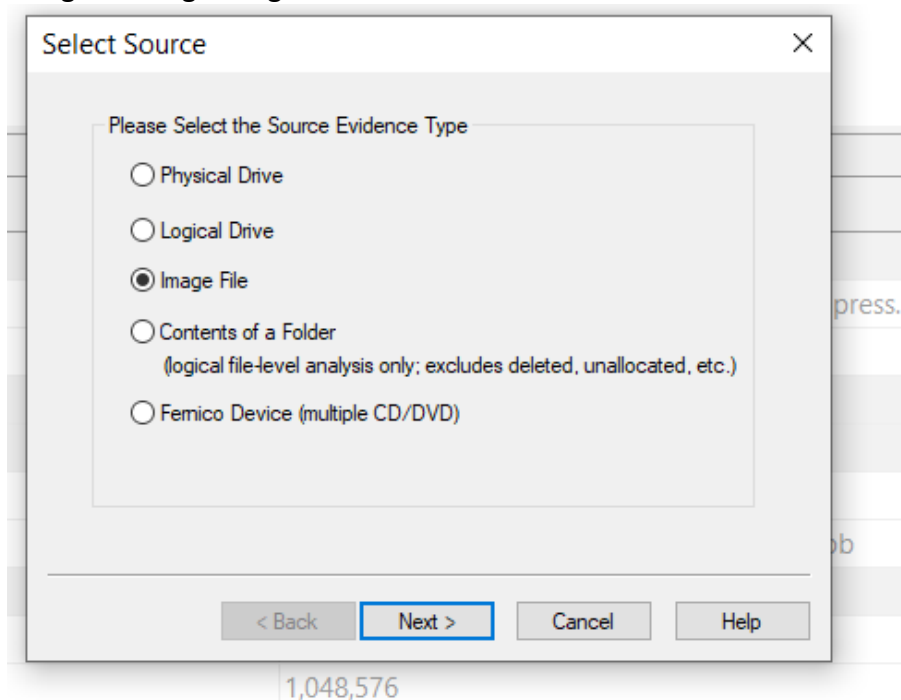 Select Source
Please Select the Source Evidence Type
Physical Drive
Logical Drive
Image File
press.
Contents of a Folder
(logical file-level analysis only; excludes deleted, unallocated, etc.)
Fernico Device (multiple CD/DVD)
ob
< Back Next > Cancel Help
1,048,576